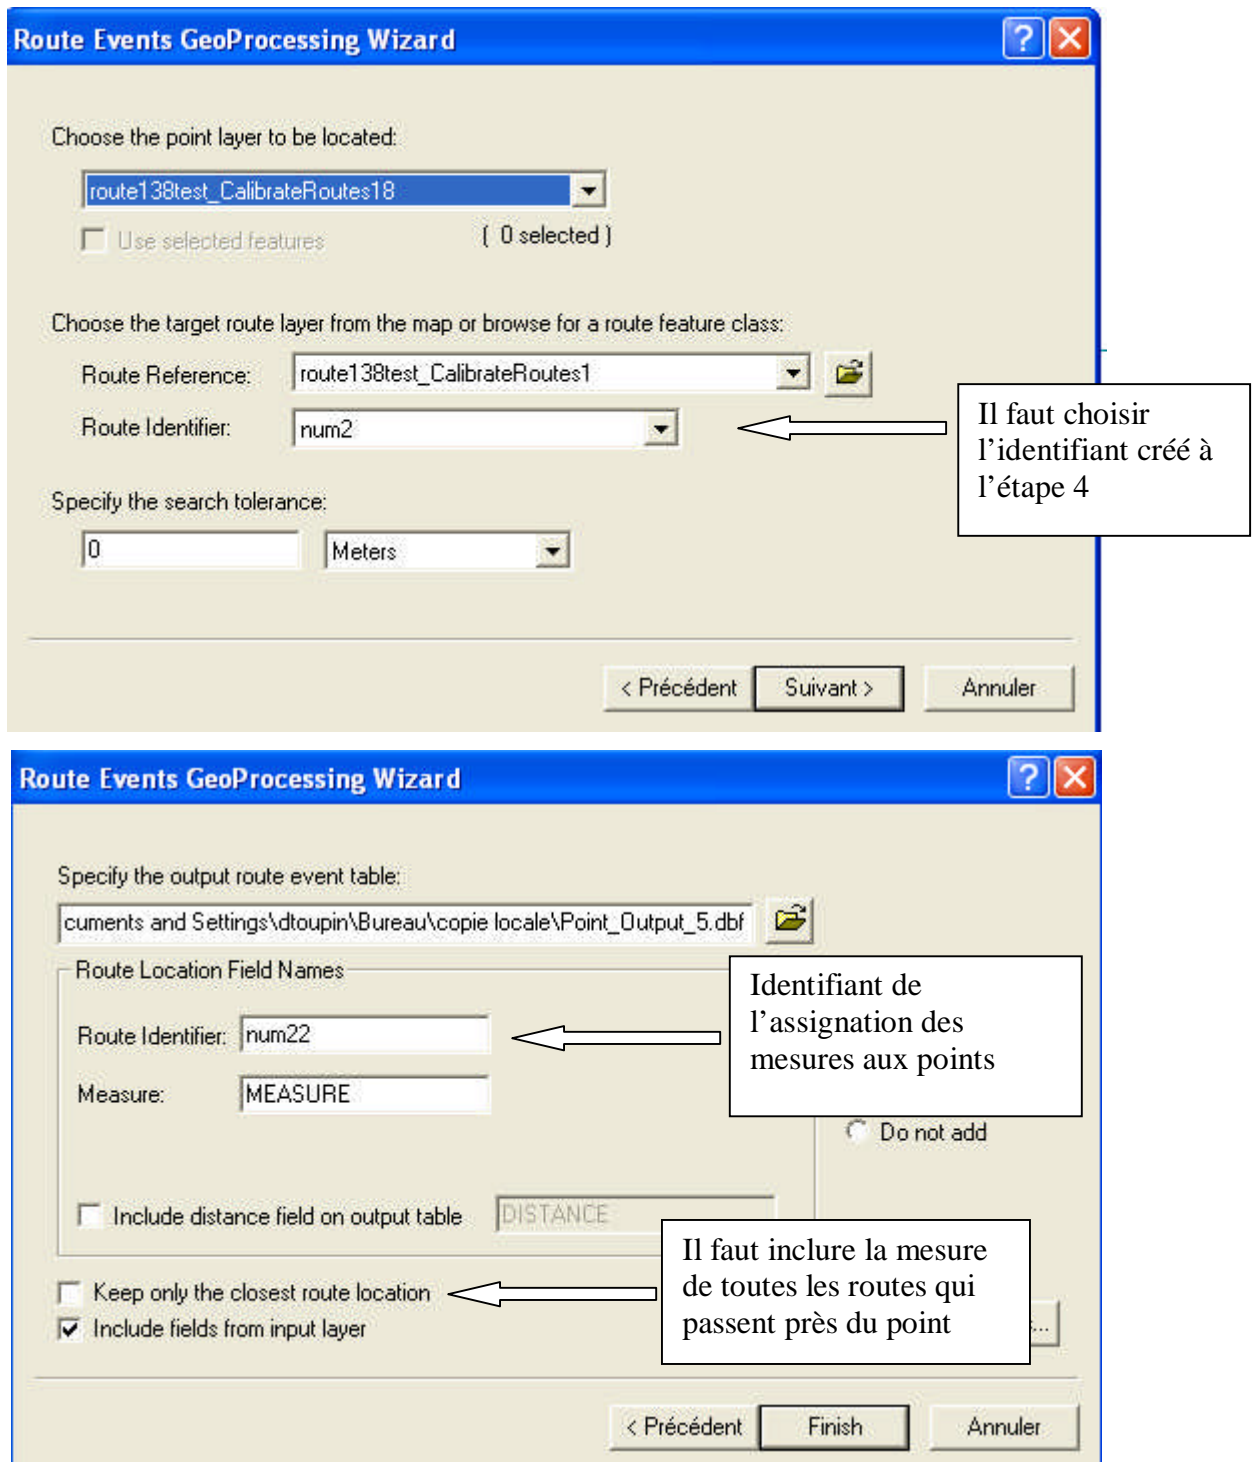 Route Events GeoProcessing Wizard
Choose the point layer to be located:
route138test_CalibrateRoutes18
Use selected features
( 0 selected )
Choose the target route layer from the map or browse for a route feature class:
Route Reference:
route138test_CalibrateRoutes1
Route Identifier:
num2
Il faut choisir
l’identifiant créé à
l’étape 4
Specify the search tolerance:
0
Meters
< Précédent
Suivant >
Annuler
Route Events GeoProcessing Wizard
Specify the output route event table:
cuments and Settings\dtoupin\Bureau\copie locale\Point_Output_5.dbf
Route Location Field Names
Route Identifier:
num22
Identifiant de
l’assignation des
mesures aux points
Measure:
MEASURE
Do not add
Include distance field on output table
DISTANCE
Keep only the closest route location
Il faut inclure la mesure
de toutes les routes qui
passent près du point
Include fields from input layer
...
< Précédent
Finish
Annuler